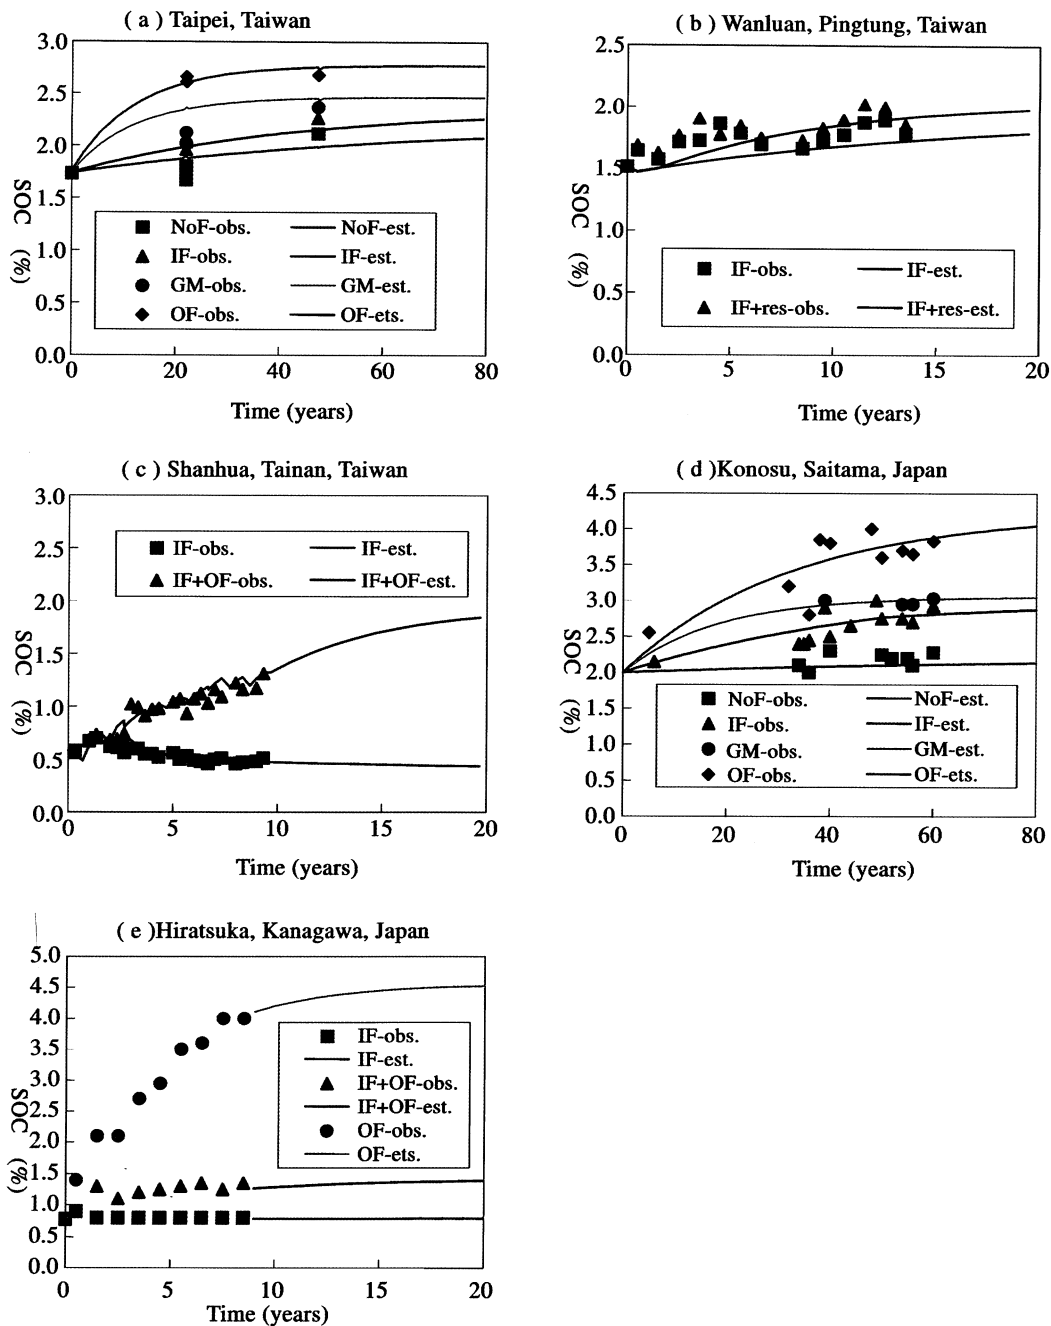 ( a ) Taipei, Taiwan
3.0
2.5
2.0
1.5
1.0
0.5
0.0
SOC (%)
NoF-obs. NoF-est.
IF-obs. IF-est.
GM-obs. GM-est.
OF-obs. OF-ets.
0 20 40 60 80
Time (years)
( b ) Wanluan, Pingtung, Taiwan
2.5
2.0
1.5
1.0
0.5
0.0
SOC (%)
IF-obs. IF-est.
IF+res-obs. IF+res-est.
0 5 10 15 20
Time (years)
( c ) Shanhua, Tainan, Taiwan
3.0
2.5
2.0
1.5
1.0
0.5
0.0
SOC (%)
IF-obs. IF-est.
IF+OF-obs. IF+OF-est.
0 5 10 15 20
Time (years)
( d )Konosu, Saitama, Japan
4.5
4.0
3.5
3.0
2.5
2.0
1.5
1.0
0.5
0.0
SOC (%)
NoF-obs. NoF-est.
IF-obs. IF-est.
GM-obs. GM-est.
OF-obs. OF-ets.
0 20 40 60 80
Time (years)
( e )Hiratsuka, Kanagawa, Japan
5.0
4.5
4.0
3.5
3.0
2.5
2.0
1.5
1.0
0.5
0.0
SOC (%)
IF-obs.
IF-est.
IF+OF-obs.
IF+OF-est.
OF-obs.
OF-ets.
0 5 10 15 20
Time (years)